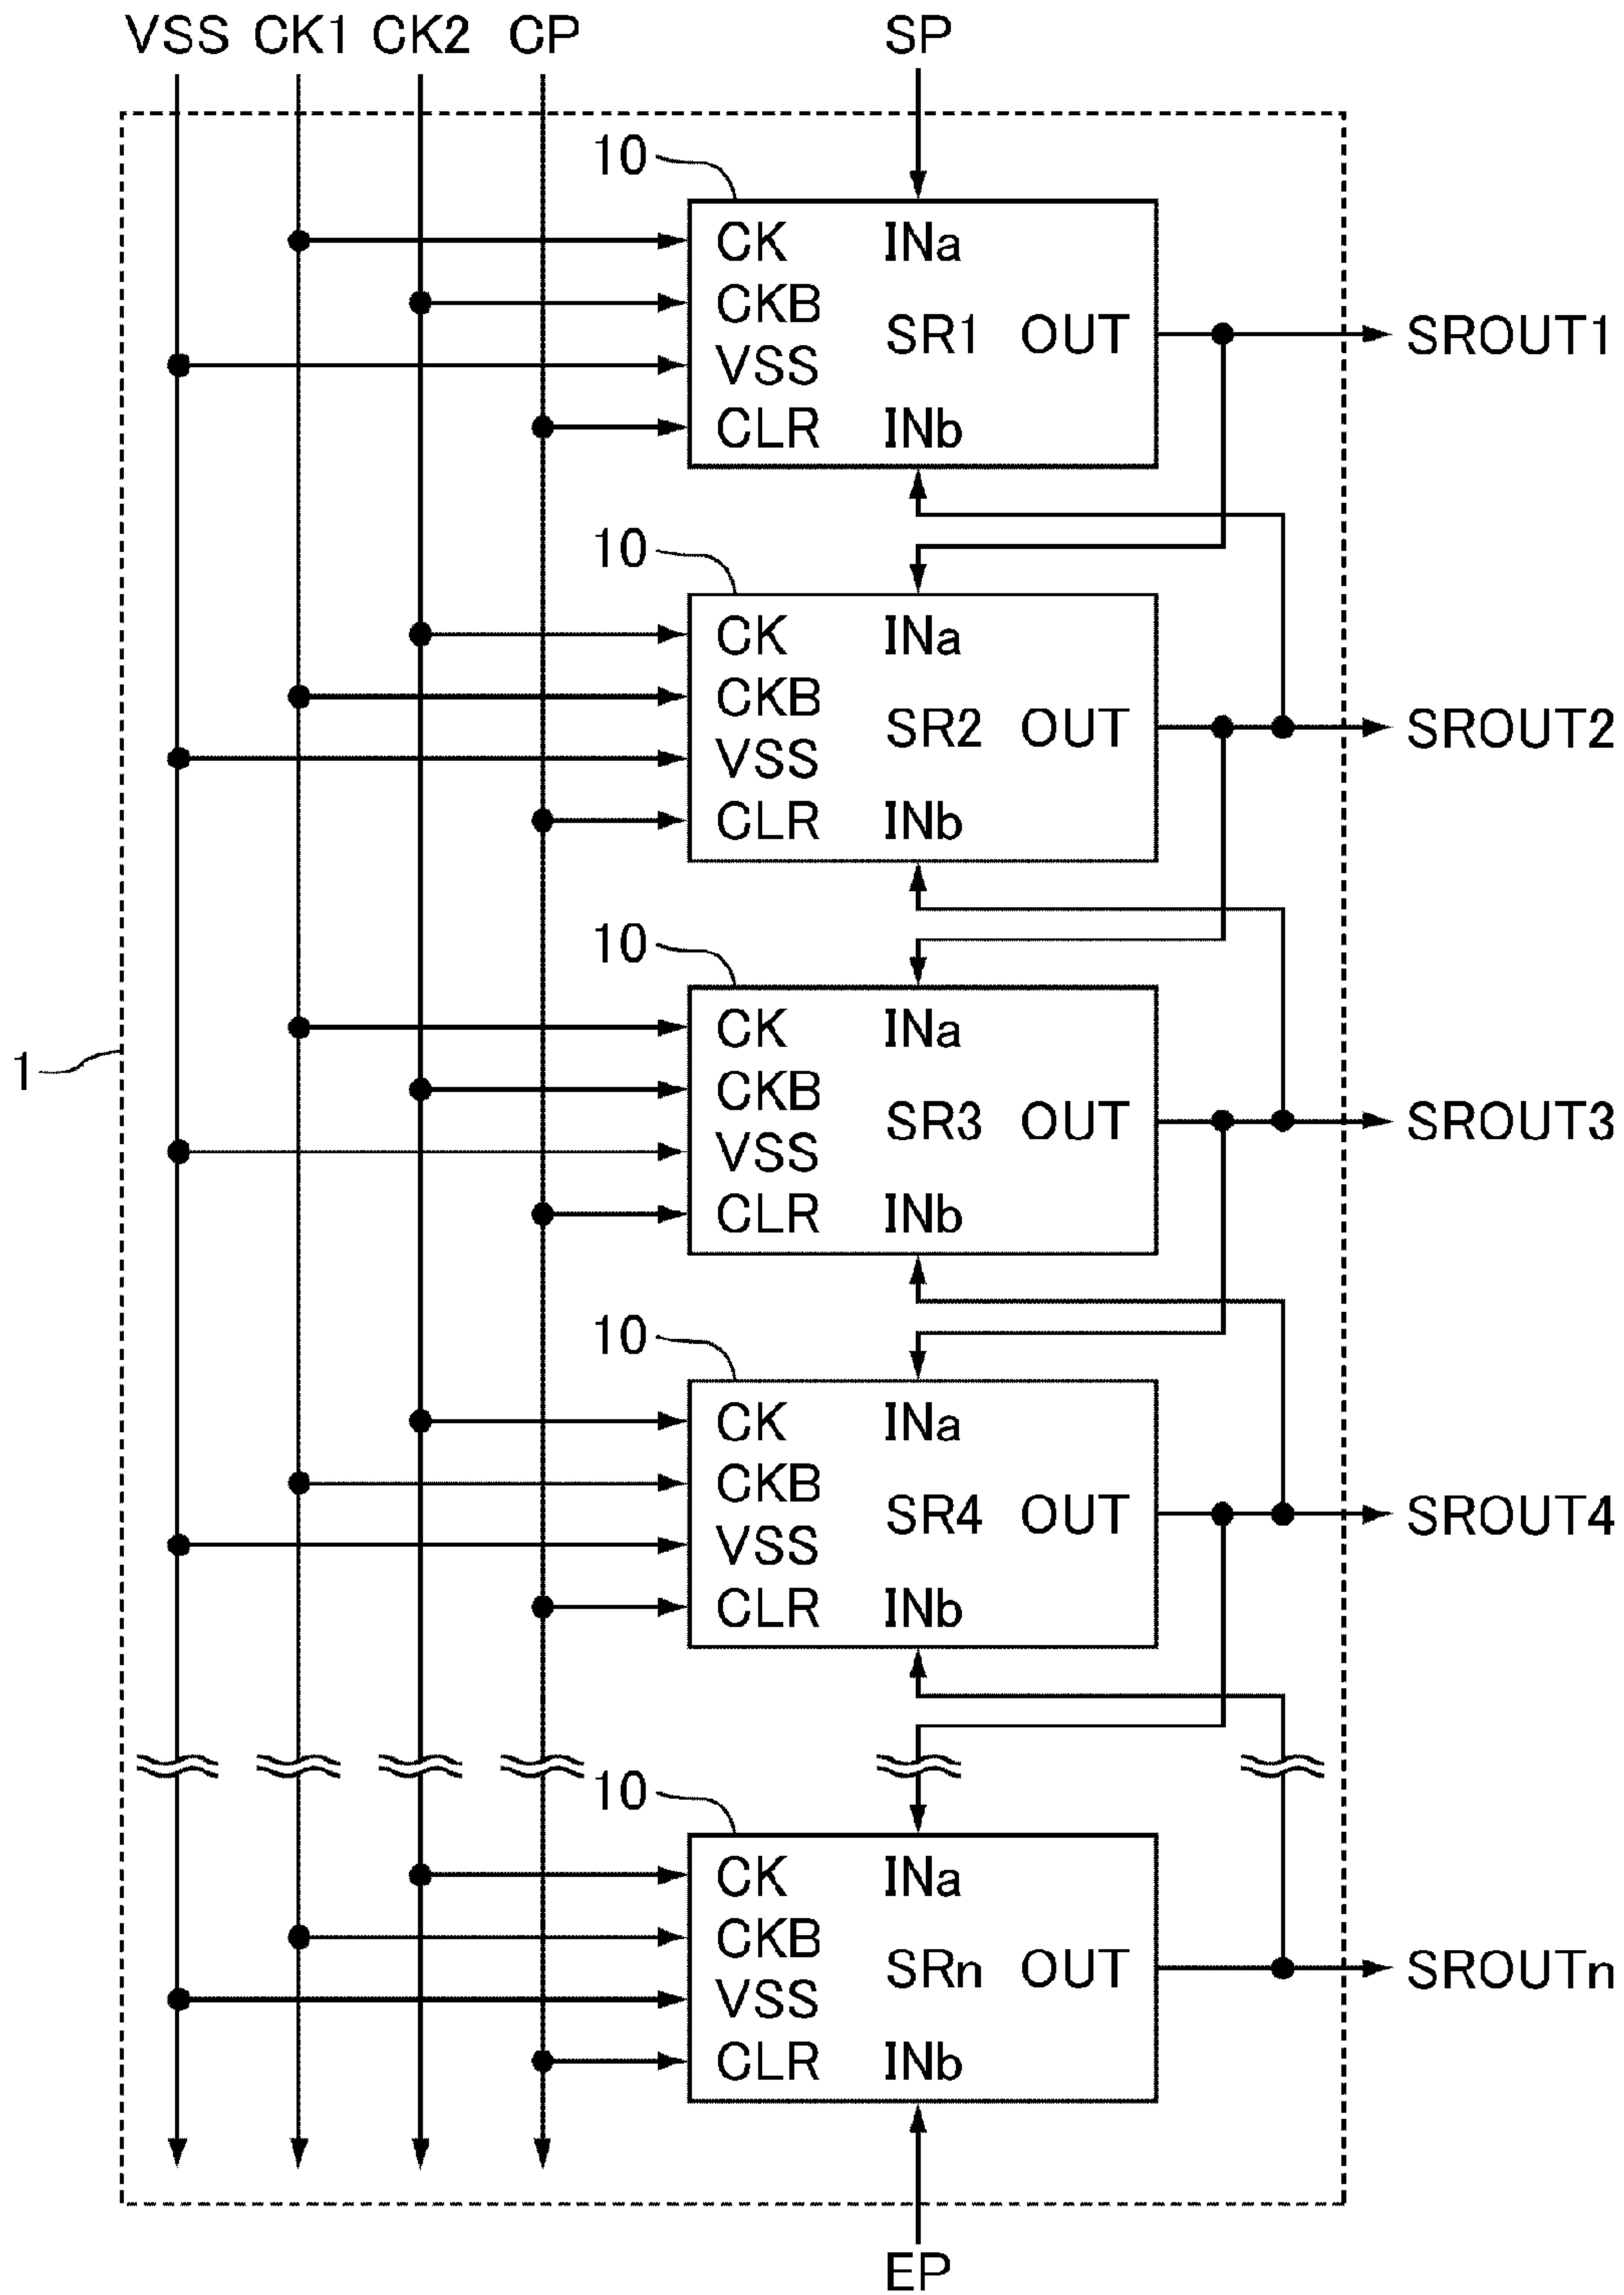 VSS CK1 CK2 CP SP
10
CK INa
CKB
SR1 OUT SROUT1
VSS
CLR INb
10
CK INa
CKB
SR2 OUT SROUT2
VSS
CLR INb
10
CK INa
1
CKB
SR3 OUT SROUT3
VSS
CLR INb
10
CK INa
CKB
SR4 OUT SROUT4
VSS
CLR INb
10
CK INa
CKB
SRn OUT SROUTn
VSS
CLR INb
EP